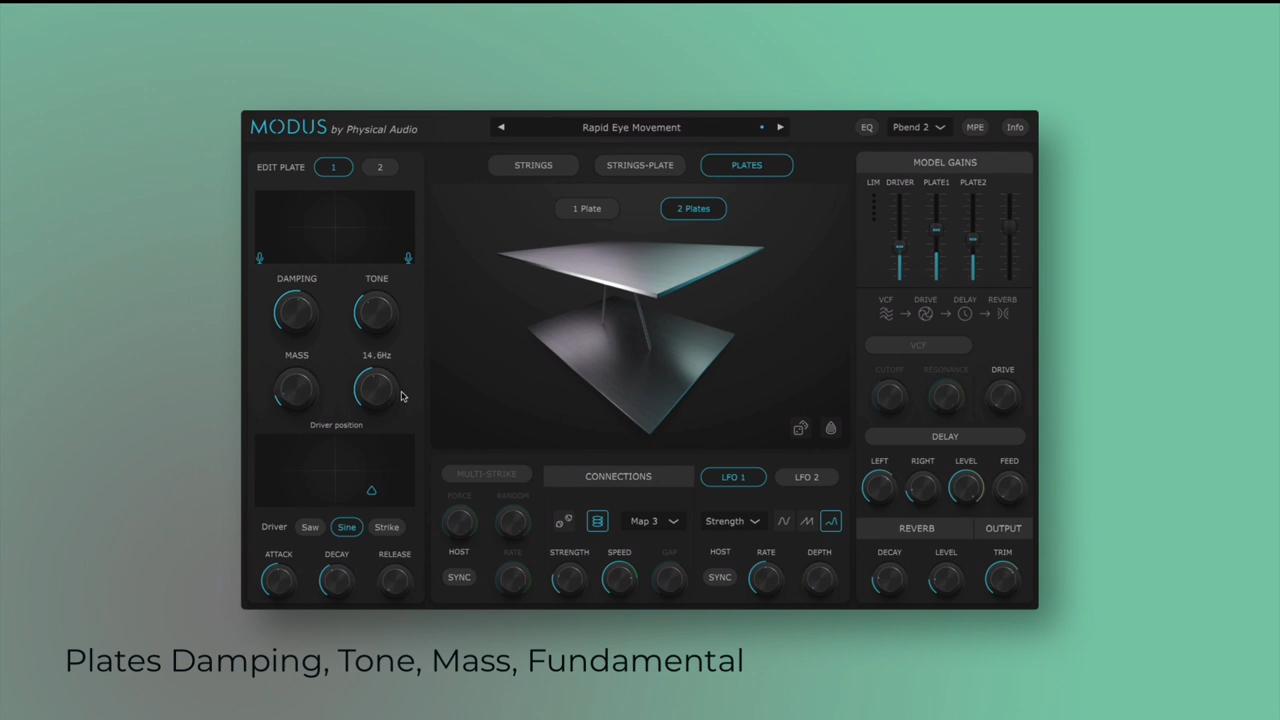 MODUS by Physical Audio
Rapid Eye Movement
EQ
Pbend 2
MPE
Info
EDIT PLATE
1
2
STRINGS
STRINGS-PLATE
PLATES
1 Plate
2 Plates
DAMPING
TONE
MASS
14.6Hz
Driver position
Driver
Saw
Sine
Strike
ATTACK
DECAY
RELEASE
MULTI-STRIKE
FORCE
RANDOM
HOST
RATE
SYNC
CONNECTIONS
Map 3
STRENGTH
SPEED
GAP
LFO 1
LFO 2
Strength
HOST
RATE
DEPTH
SYNC
MODEL GAINS
LIM
DRIVER
PLATE1
PLATE2
VCF
DRIVE
DELAY
REVERB
VCF
CUTOFF
RESONANCE
DRIVE
DELAY
LEFT
RIGHT
LEVEL
FEED
REVERB
OUTPUT
DECAY
LEVEL
TRIM
Plates Damping, Tone, Mass, Fundamental